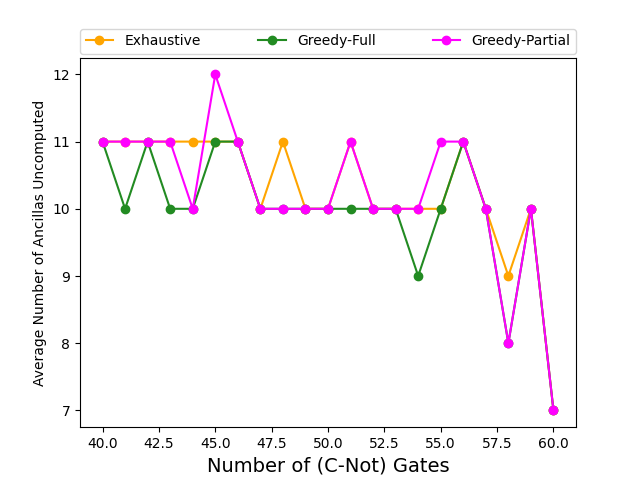 Exhaustive Greedy-Full Greedy-Partial
12
11
10
9
8
7
Average Number of Ancillas Uncomputed
40.0 42.5 45.0 47.5 50.0 52.5 55.0 57.5 60.0
Number of (C-Not) Gates